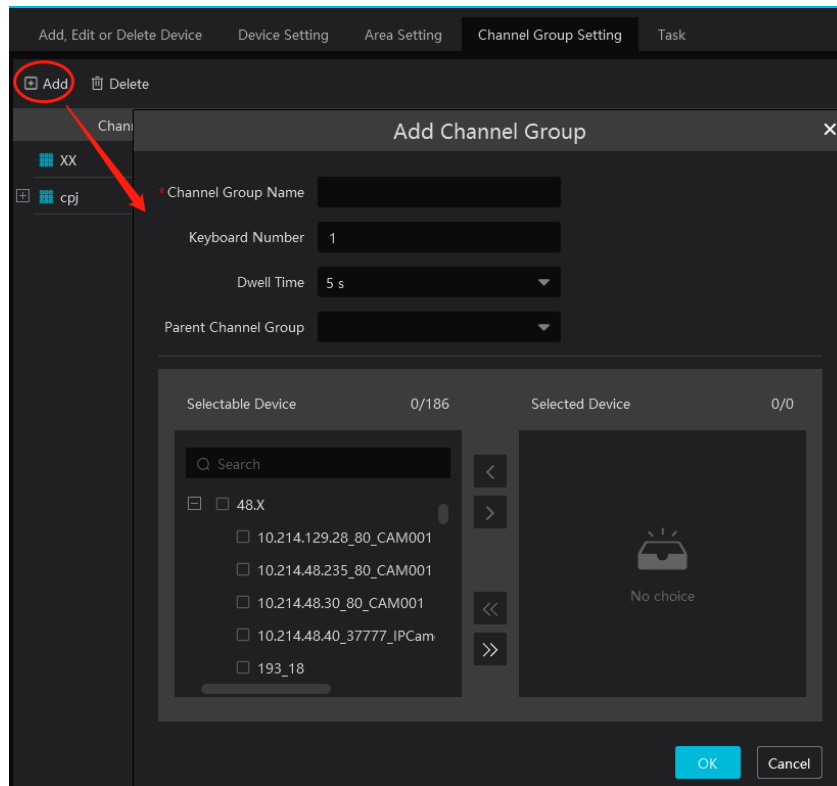 Add, Edit or Delete Device Device Setting Area Setting Channel Group Setting Task
Add Delete
Add Channel Group
XX
cpj
* Channel Group Name
Keyboard Number 1
Dwell Time 5 s
Parent Channel Group
Selectable Device 0/186 Selected Device 0/0
Search
48.X
10.214.129.28_80_CAM001
10.214.48.235_80_CAM001
10.214.48.30_80_CAM001
No choice
10.214.48.40_37777_IPCam
193_18
OK Cancel